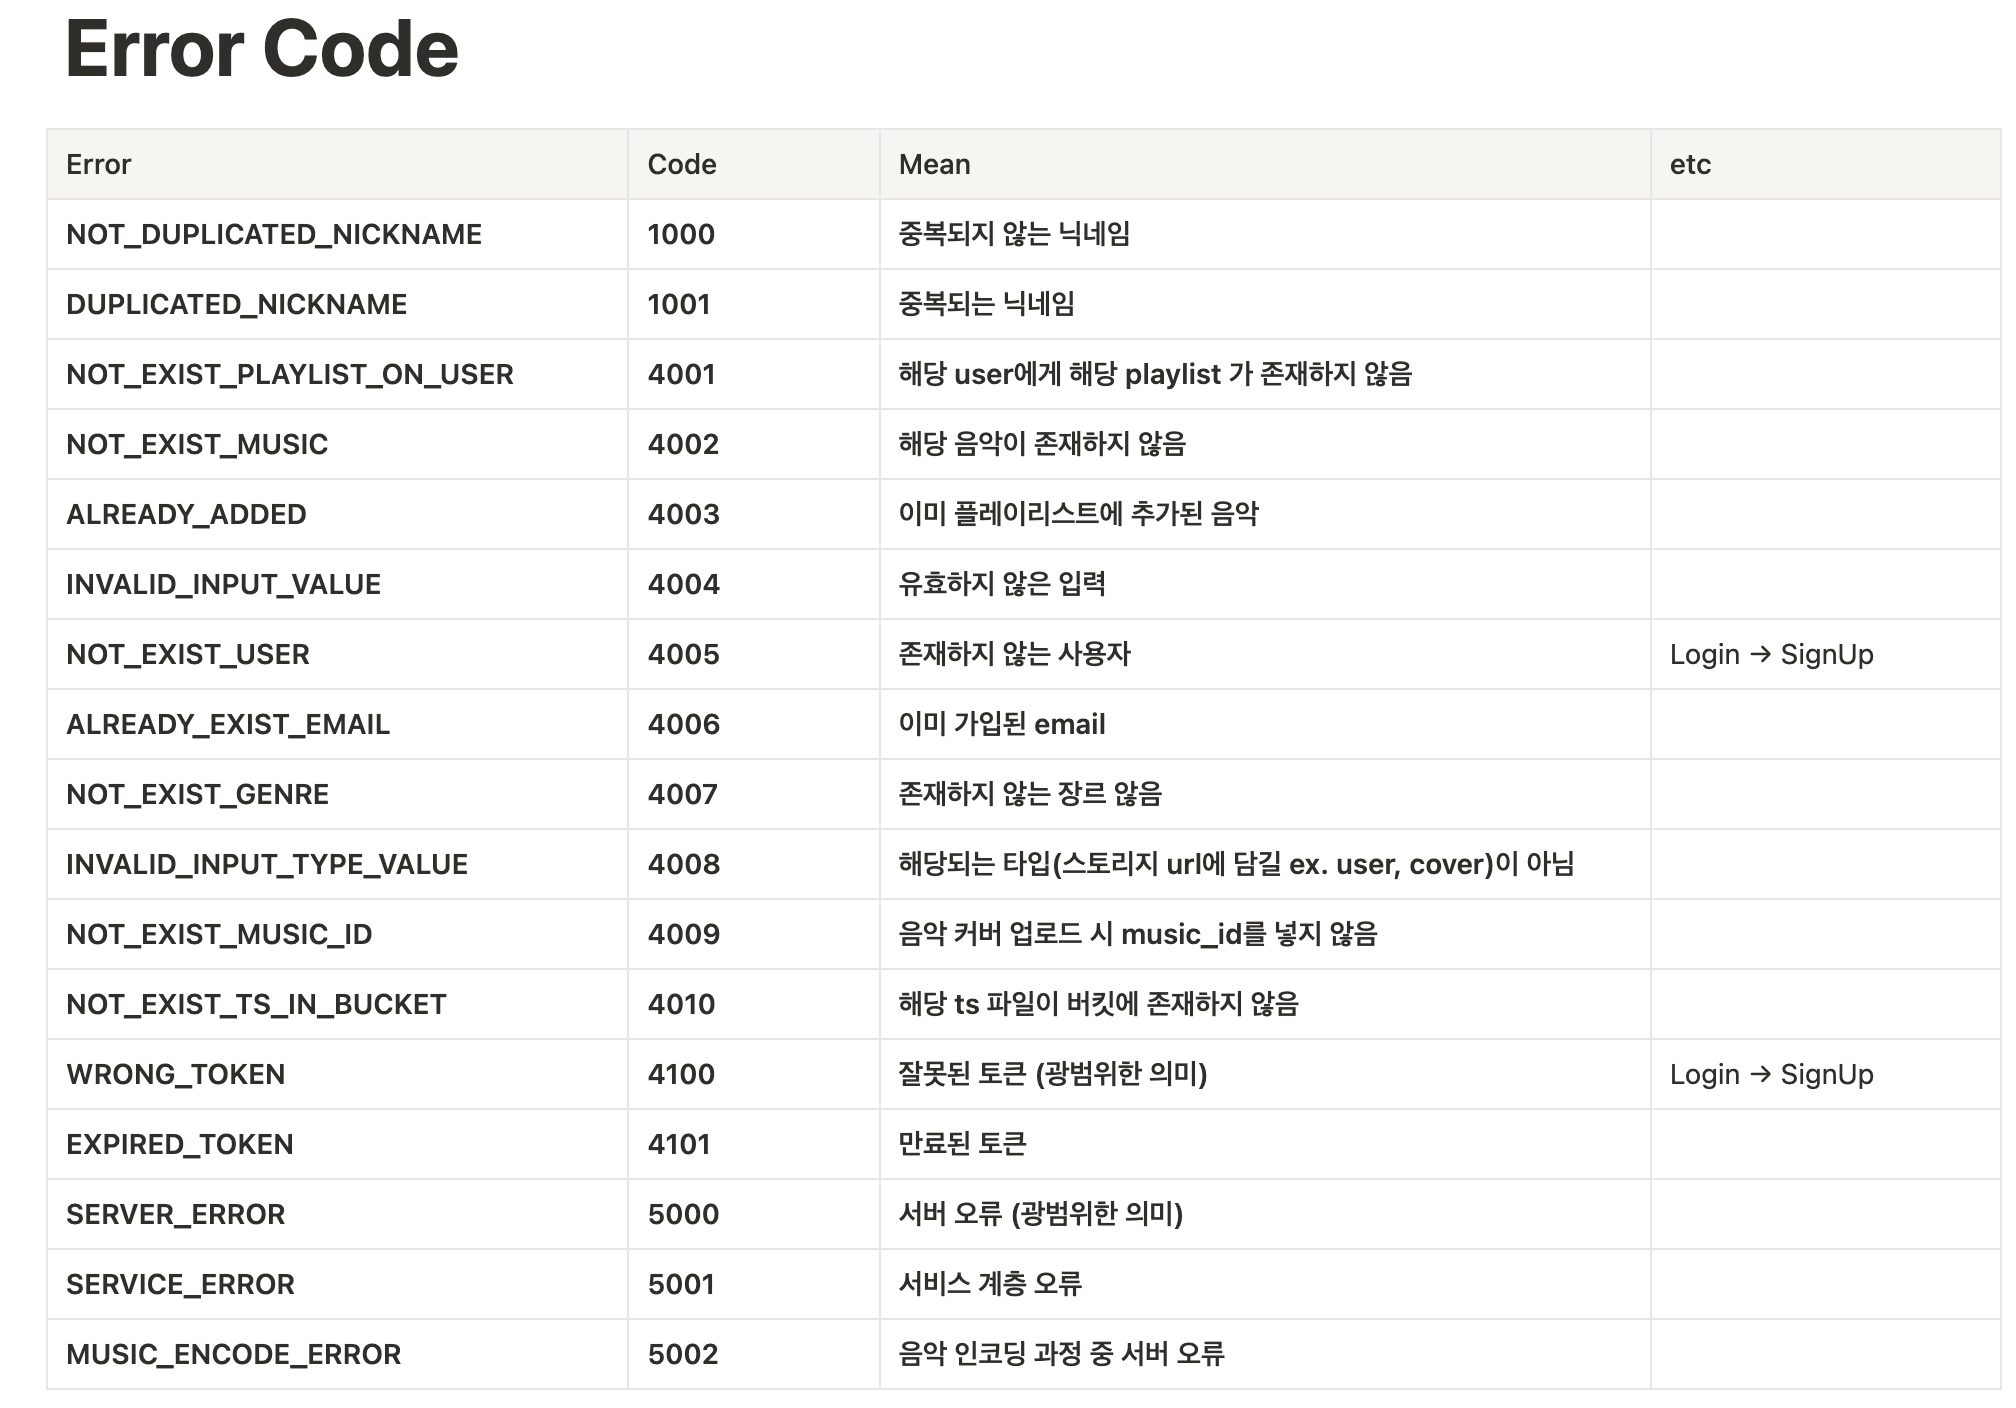 Error Code
Error Code Mean etc
NOT_DUPLICATED_NICKNAME 1000 중복되지 않는 닉네임
DUPLICATED_NICKNAME 1001 중복되는 닉네임
NOT_EXIST_PLAYLIST_ON_USER 4001 해당 user에게 해당 playlist 가 존재하지 않음
NOT_EXIST_MUSIC 4002 해당 음악이 존재하지 않음
ALREADY_ADDED 4003 이미 플레이리스트에 추가된 음악
INVALID_INPUT_VALUE 4004 유효하지 않은 입력
NOT_EXIST_USER 4005 존재하지 않는 사용자 Login → SignUp
ALREADY_EXIST_EMAIL 4006 이미 가입된 email
NOT_EXIST_GENRE 4007 존재하지 않는 장르 않음
INVALID_INPUT_TYPE_VALUE 4008 해당되는 타입(스토리지 url에 담길 ex. user, cover)이 아님
NOT_EXIST_MUSIC_ID 4009 음악 커버 업로드 시 music_id를 넣지 않음
NOT_EXIST_TS_IN_BUCKET 4010 해당 ts 파일이 버킷에 존재하지 않음
WRONG_TOKEN 4100 잘못된 토큰 (광범위한 의미) Login → SignUp
EXPIRED_TOKEN 4101 만료된 토큰
SERVER_ERROR 5000 서버 오류 (광범위한 의미)
SERVICE_ERROR 5001 서비스 계층 오류
MUSIC_ENCODE_ERROR 5002 음악 인코딩 과정 중 서버 오류